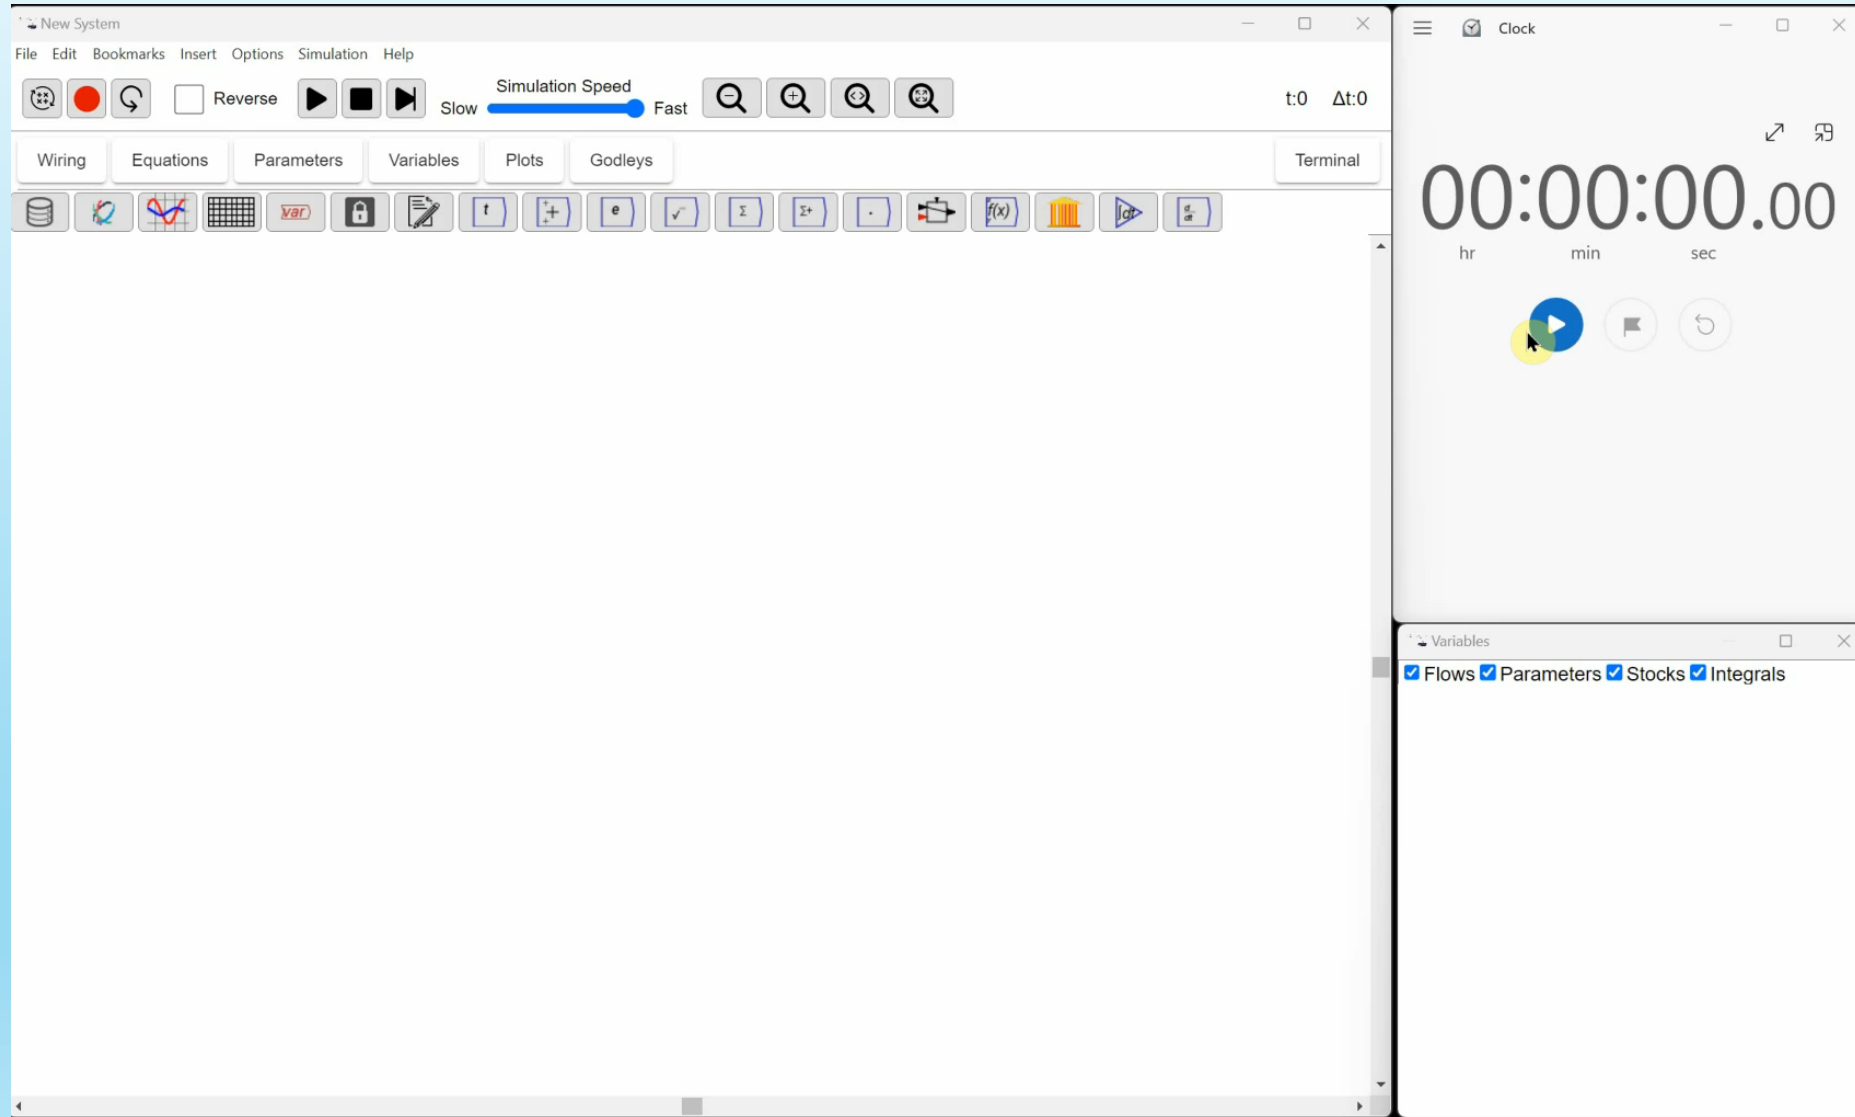 New System
File Edit Bookmarks Insert Options Simulation Help
Reverse
Simulation Speed
Slow
Fast
t:0 Δt:0
Wiring Equations Parameters Variables Plots Godleys Terminal
var t ÷+ e √ Σ Σ+ . f(x) ∫dt d/dt
Clock
00:00:00.00
hr min sec
Variables
Flows Parameters Stocks Integrals